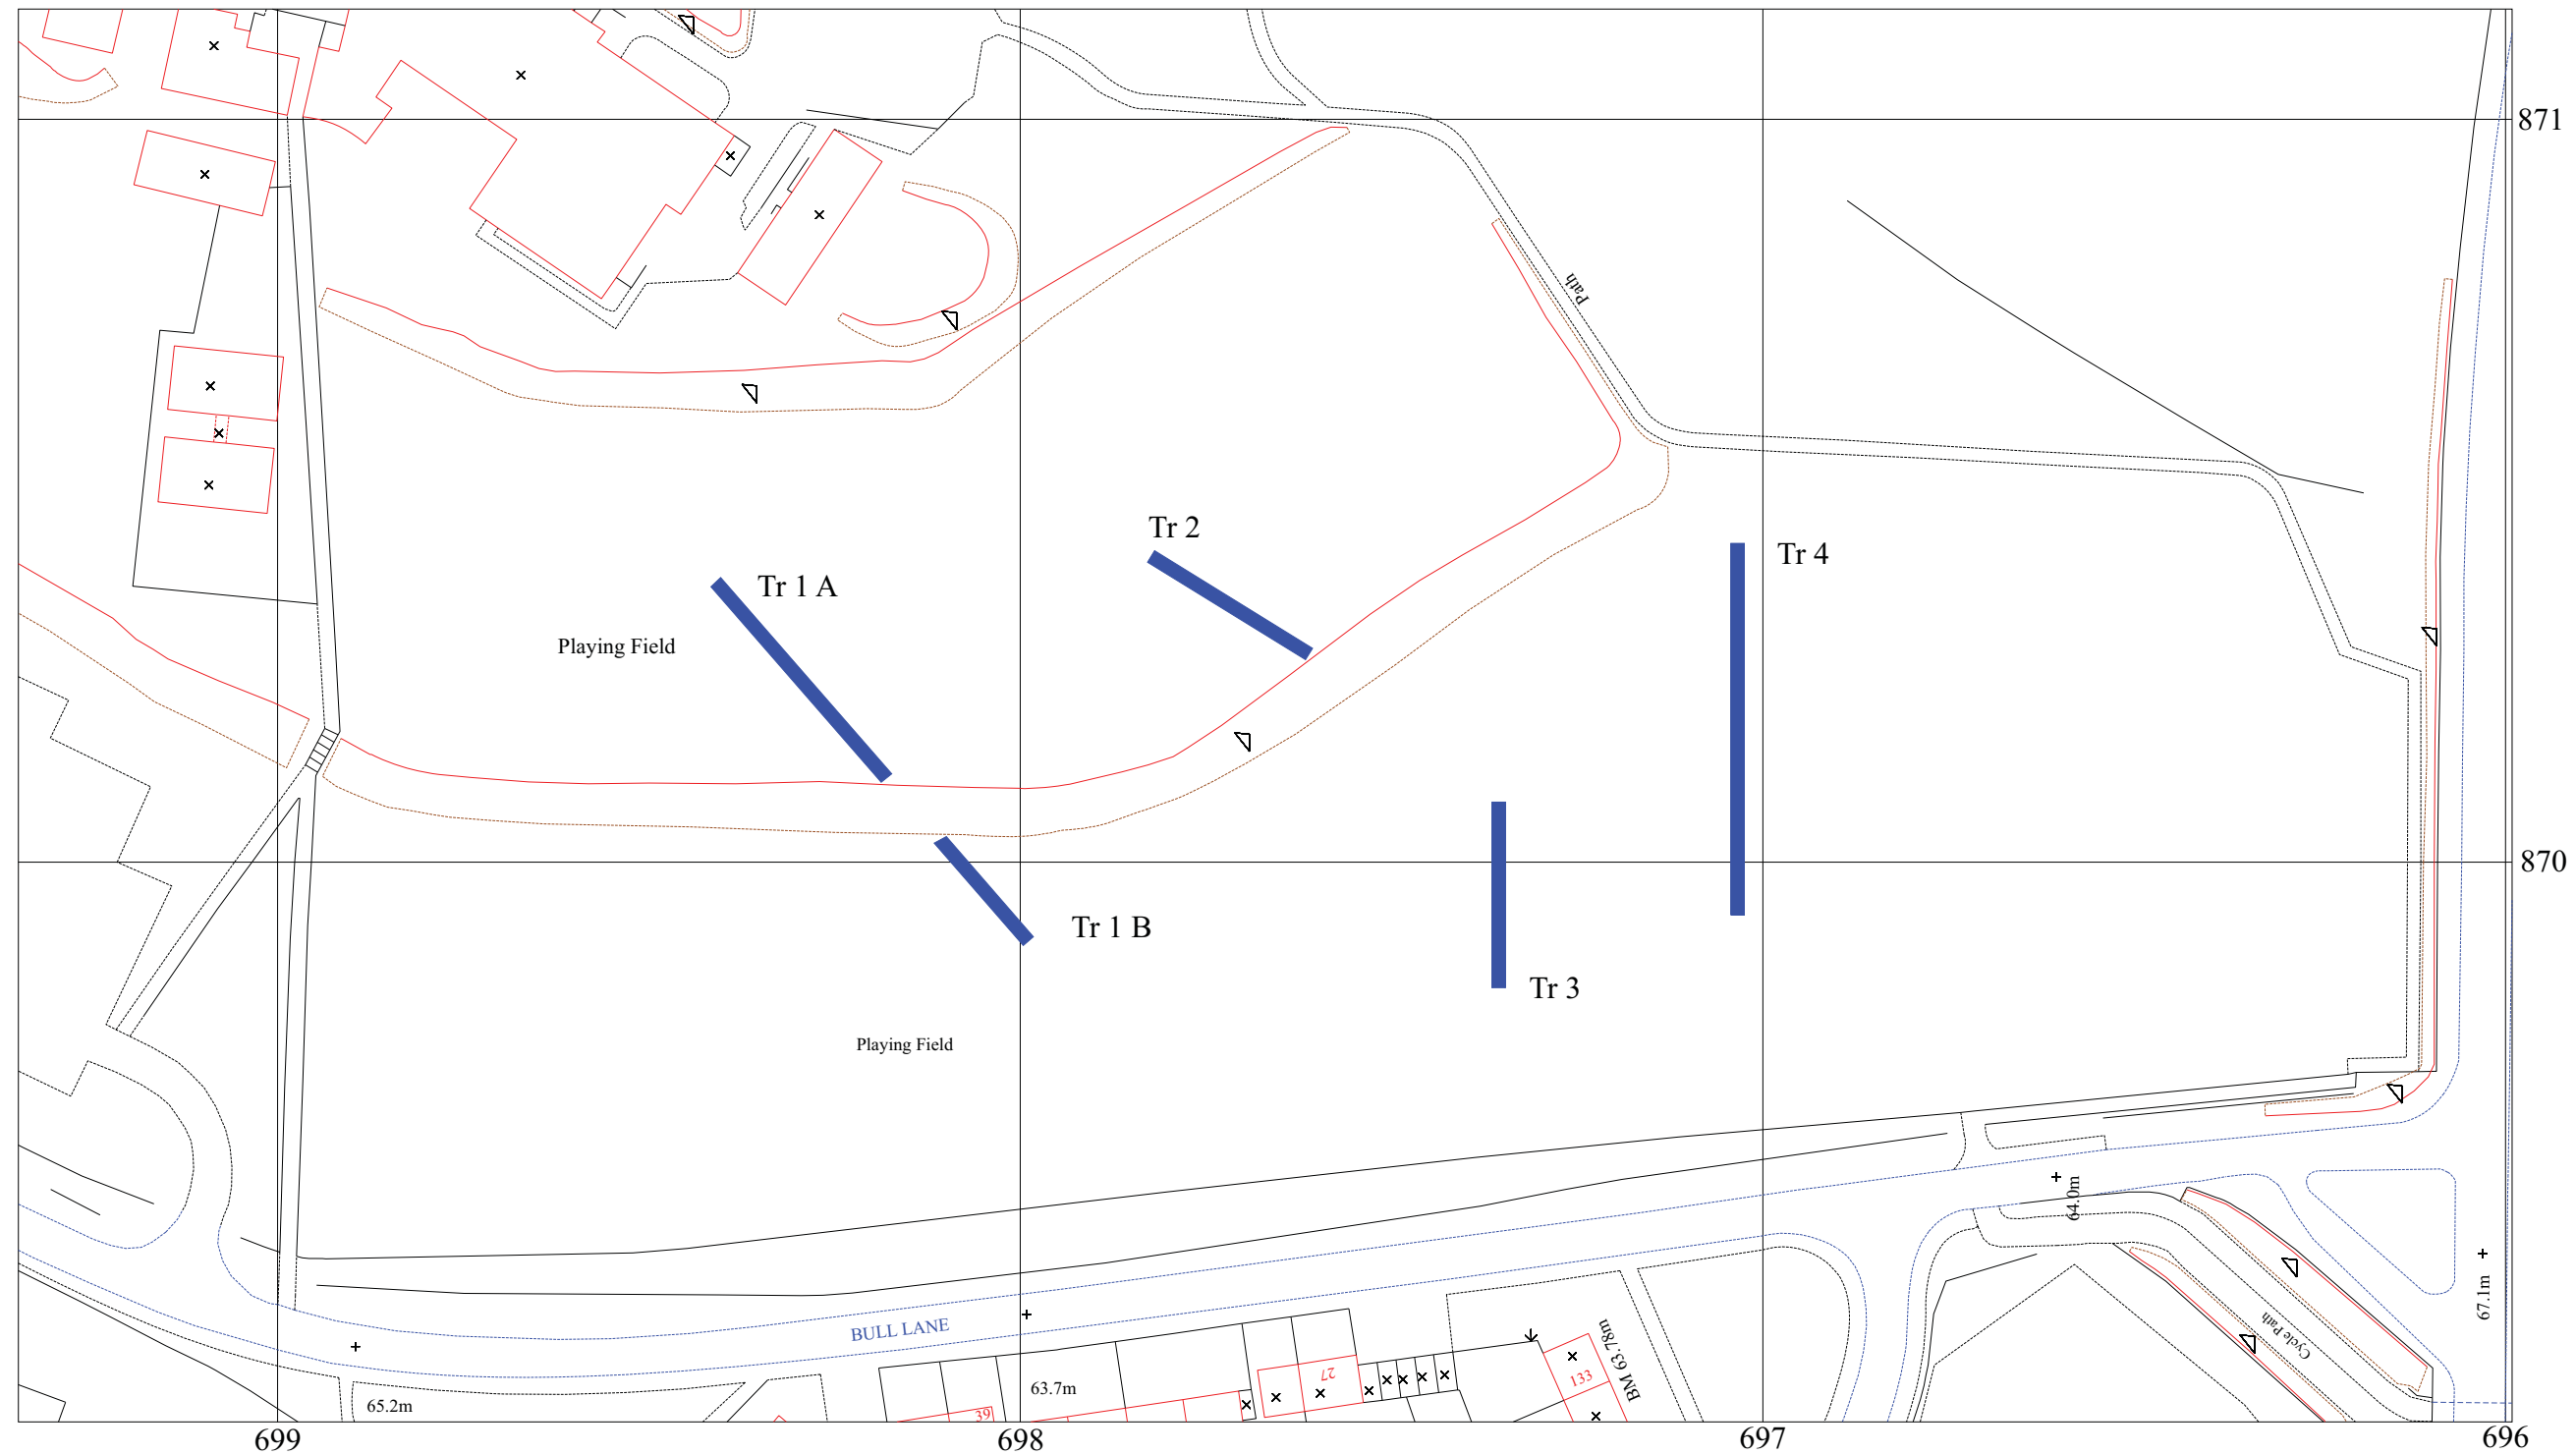 871
Path
Tr 2
Tr 4
Tr 1 A
Playing Field
870
Tr 1 B
Tr 3
Playing Field
64.0m
67.1m
BULL LANE
Cycle Path
BM 63.78m
27
133
63.7m
65.2m
39
699
698
697
696